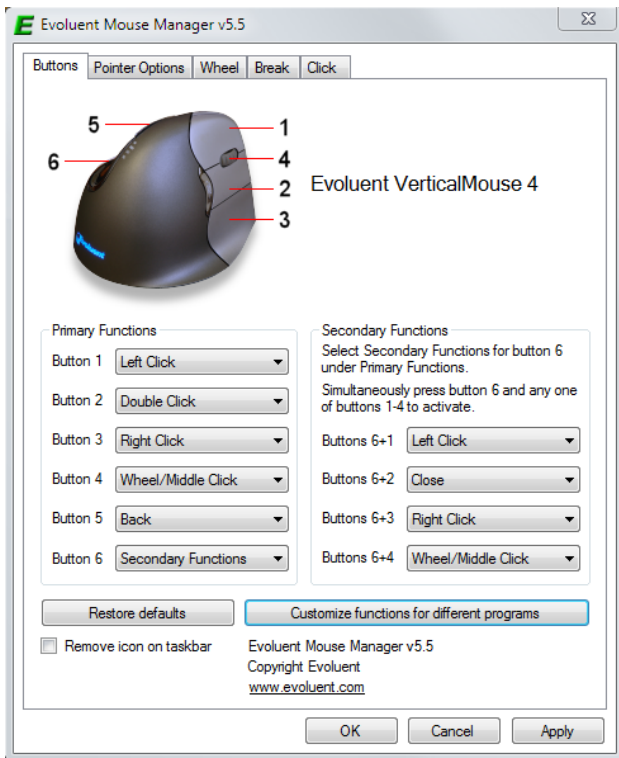 Evoluent Mouse Manager v5.5
Buttons Pointer Options Wheel Break Click
5
1
6
4
2
3
Evoluent VerticalMouse 4
evoluent
Primary Functions
Button 1 Left Click
Button 2 Double Click
Button 3 Right Click
Button 4 Wheel/Middle Click
Button 5 Back
Button 6 Secondary Functions
Secondary Functions
Select Secondary Functions for button 6
under Primary Functions.
Simultaneously press button 6 and any one
of buttons 1-4 to activate.
Buttons 6+1 Left Click
Buttons 6+2 Close
Buttons 6+3 Right Click
Buttons 6+4 Wheel/Middle Click
Restore defaults
Customize functions for different programs
Remove icon on taskbar
Evoluent Mouse Manager v5.5
Copyright Evoluent
www.evoluent.com
OK Cancel Apply